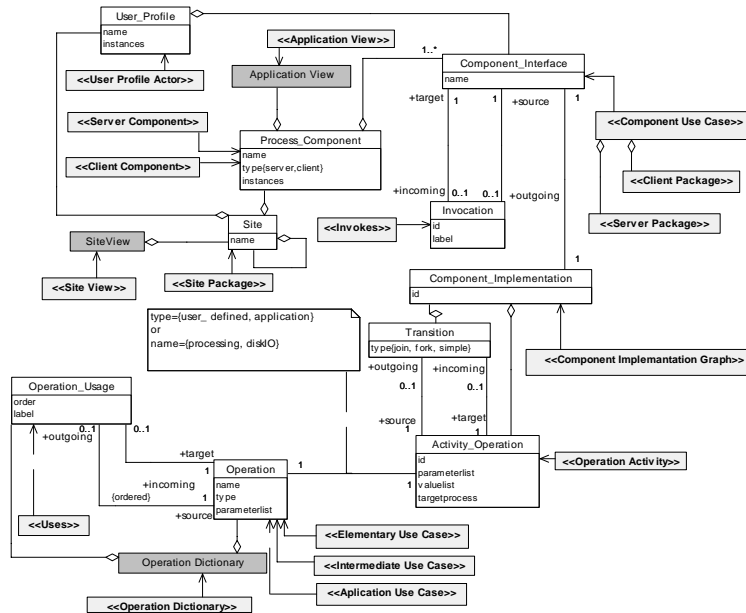 User_Profile
name
instances
<<User Profile Actor>>
<<Application View>>
Application View
1..*
Component_Interface
name
+target
1
1
+source
1
<<Component Use Case>>
<<Client Package>>
<<Server Package>>
<<Server Component>>
<<Client Component>>
Process_Component
name
type{server,client}
instances
+incoming
0..1
0..1
+outgoing
<<Invokes>>
Invocation
id
label
Site
name
SiteView
<<Site View>>
<<Site Package>>
1
Component_Implementation
id
type={user_ defined, application}
or
name={processing, diskIO}
Transition
type{join, fork, simple}
<<Component Implemantation Graph>>
+outgoing
+incoming
0..1
0..1
+source
1
+target
1
Operation_Usage
order
label
+outgoing
0..1
0..1
+target
1
+incoming
{ordered}
1
+source
Operation
name
type
parameterlist
1
1
Activity_Operation
id
parameterlist
valuelist
targetprocess
<<Operation Activity>>
<<Uses>>
<<Elementary Use Case>>
<<Intermediate Use Case>>
<<Aplication Use Case>>
Operation Dictionary
<<Operation Dictionary>>